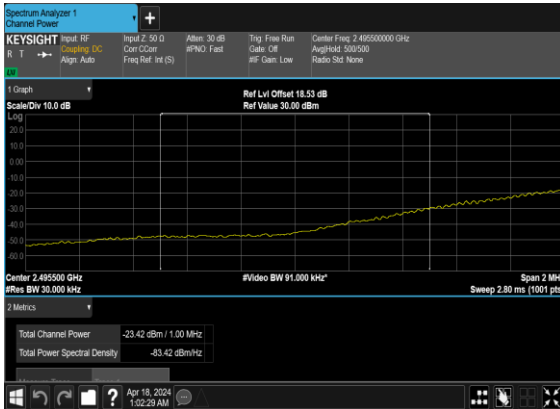 Spectrum Analyzer 1
Channel Power
KEYSIGHT
R T
LV
Input: RF
Coupling: DC
Align: Auto
Input Z: 50 Ω
Corr CCorr
Freq Ref: Int (S)
Atten: 30 dB
#PNO: Fast
Trig: Free Run
Gate: Off
#IF Gain: Low
Center Freq: 2.495500000 GHz
Avg|Hold: 500/500
Radio Std: None
1 Graph
Scale/Div 10.0 dB
Ref Lvl Offset 18.53 dB
Ref Value 30.00 dBm
Log
20.0
10.0
0.00
-10.0
-20.0
-30.0
-40.0
-50.0
-60.0
Center 2.495500 GHz
#Res BW 30.000 kHz
#Video BW 91.000 kHz*
Span 2 MH
Sweep 2.80 ms (1001 pts
2 Metrics
Total Channel Power -23.42 dBm / 1.00 MHz
Total Power Spectral Density -83.42 dBm/Hz
?
Apr 18, 2024
1:02:29 AM